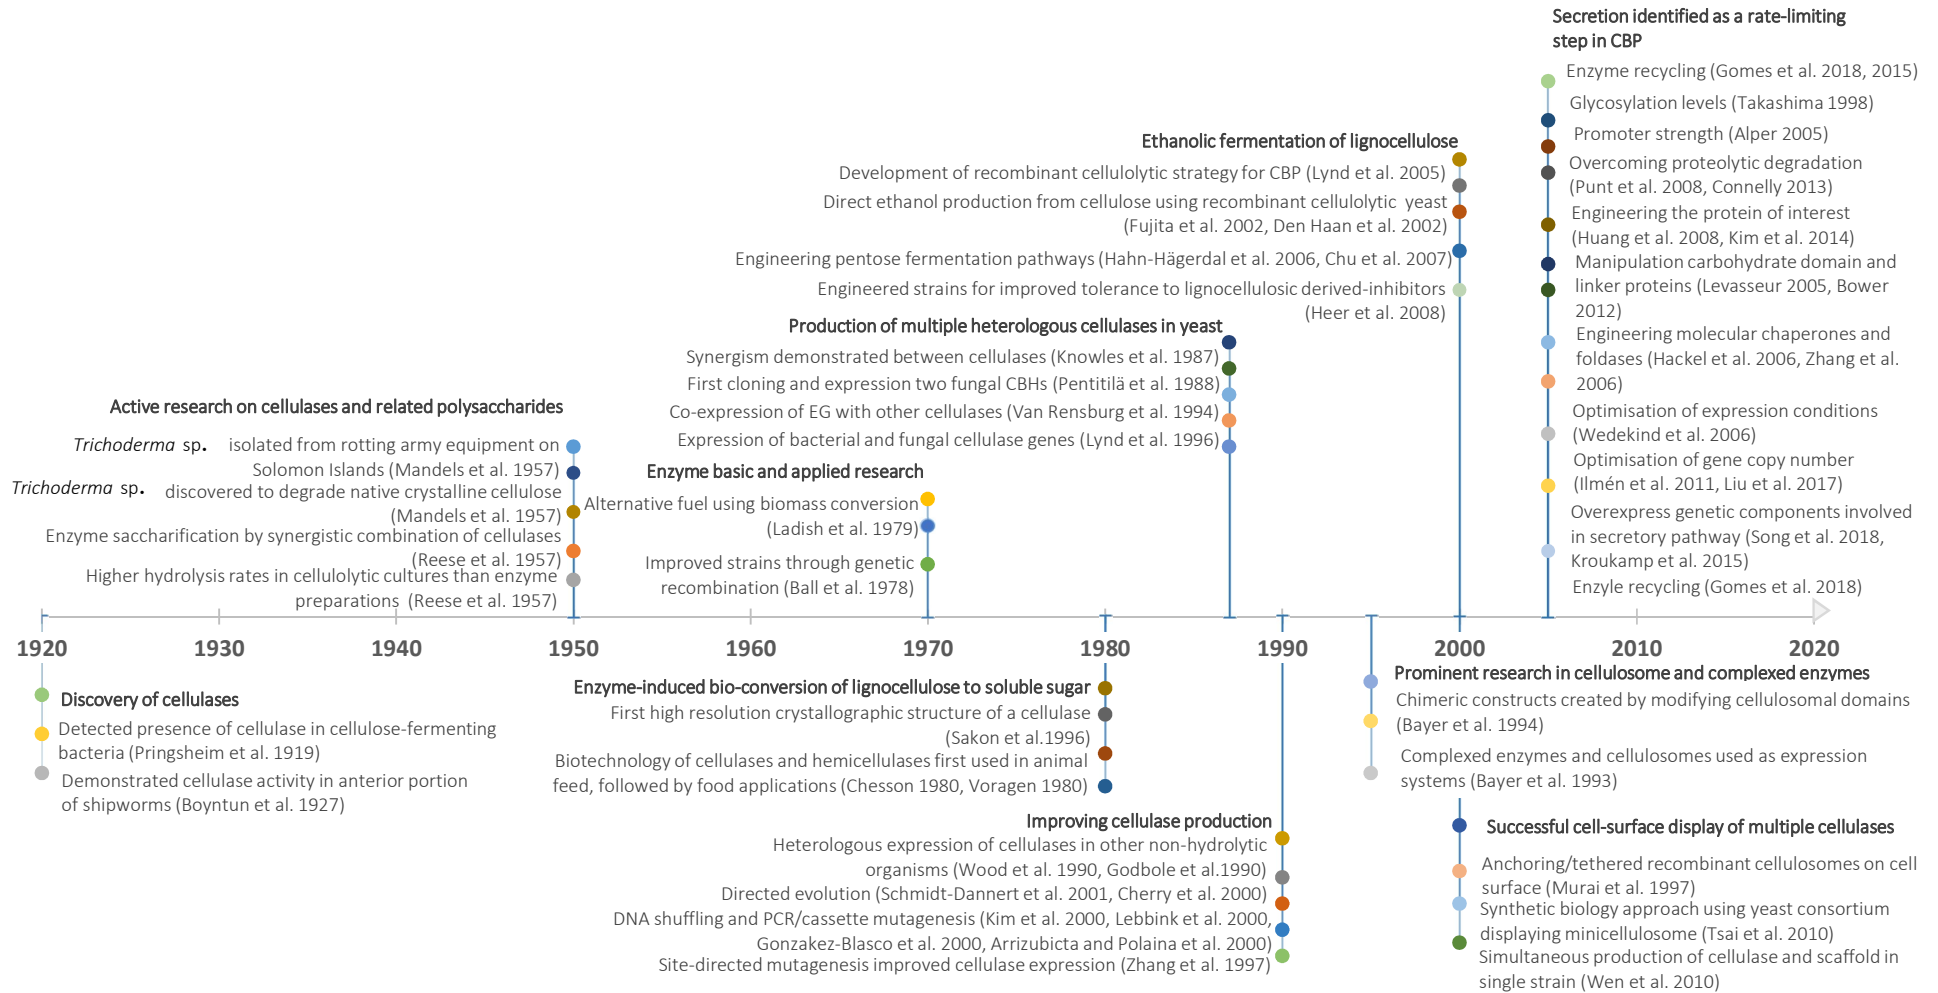 Secretion identified as a rate-limiting
step in CBP
Enzyme recycling (Gomes et al. 2018, 2015)
Glycosylation levels (Takashima 1998)
Promoter strength (Alper 2005)
Overcoming proteolytic degradation
(Punt et al. 2008, Connelly 2013)
Engineering the protein of interest
(Huang et al. 2008, Kim et al. 2014)
Manipulation carbohydrate domain and
linker proteins (Levasseur 2005, Bower
2012)
Engineering molecular chaperones and
foldases (Hackel et al. 2006, Zhang et al.
2006)
Optimisation of expression conditions
(Wedekind et al. 2006)
Optimisation of gene copy number
(Ilmén et al. 2011, Liu et al. 2017)
Overexpress genetic components involved
in secretory pathway (Song et al. 2018,
Kroukamp et al. 2015)
Enzyle recycling (Gomes et al. 2018)
Ethanolic fermentation of lignocellulose
Development of recombinant cellulolytic strategy for CBP (Lynd et al. 2005)
Direct ethanol production from cellulose using recombinant cellulolytic yeast
(Fujita et al. 2002, Den Haan et al. 2002)
Engineering pentose fermentation pathways (Hahn-Hägerdal et al. 2006, Chu et al. 2007)
Engineered strains for improved tolerance to lignocellulosic derived-inhibitors
(Heer et al. 2008)
Production of multiple heterologous cellulases in yeast
Synergism demonstrated between cellulases (Knowles et al. 1987)
First cloning and expression two fungal CBHs (Pentitilä et al. 1988)
Co-expression of EG with other cellulases (Van Rensburg et al. 1994)
Expression of bacterial and fungal cellulase genes (Lynd et al. 1996)
Enzyme basic and applied research
Alternative fuel using biomass conversion
(Ladish et al. 1979)
Improved strains through genetic
recombination (Ball et al. 1978)
Active research on cellulases and related polysaccharides
Trichoderma sp. isolated from rotting army equipment on
Solomon Islands (Mandels et al. 1957)
Trichoderma sp. discovered to degrade native crystalline cellulose
(Mandels et al. 1957)
Enzyme saccharification by synergistic combination of cellulases
(Reese et al. 1957)
Higher hydrolysis rates in cellulolytic cultures than enzyme
preparations (Reese et al. 1957)
1920 1930 1940 1950 1960 1970 1980 1990 2000 2010 2020
Discovery of cellulases
Detected presence of cellulase in cellulose-fermenting
bacteria (Pringsheim et al. 1919)
Demonstrated cellulase activity in anterior portion
of shipworms (Boyntun et al. 1927)
Enzyme-induced bio-conversion of lignocellulose to soluble sugar
First high resolution crystallographic structure of a cellulase
(Sakon et al.1996)
Biotechnology of cellulases and hemicellulases first used in animal
feed, followed by food applications (Chesson 1980, Voragen 1980)
Improving cellulase production
Heterologous expression of cellulases in other non-hydrolytic
organisms (Wood et al. 1990, Godbole et al.1990)
Directed evolution (Schmidt-Dannert et al. 2001, Cherry et al. 2000)
DNA shuffling and PCR/cassette mutagenesis (Kim et al. 2000, Lebbink et al. 2000,
Gonzakez-Blasco et al. 2000, Arrizubicta and Polaina et al. 2000)
Site-directed mutagenesis improved cellulase expression (Zhang et al. 1997)
Prominent research in cellulosome and complexed enzymes
Chimeric constructs created by modifying cellulosomal domains
(Bayer et al. 1994)
Complexed enzymes and cellulosomes used as expression
systems (Bayer et al. 1993)
Successful cell-surface display of multiple cellulases
Anchoring/tethered recombinant cellulosomes on cell
surface (Murai et al. 1997)
Synthetic biology approach using yeast consortium
displaying minicellulosome (Tsai et al. 2010)
Simultaneous production of cellulase and scaffold in
single strain (Wen et al. 2010)